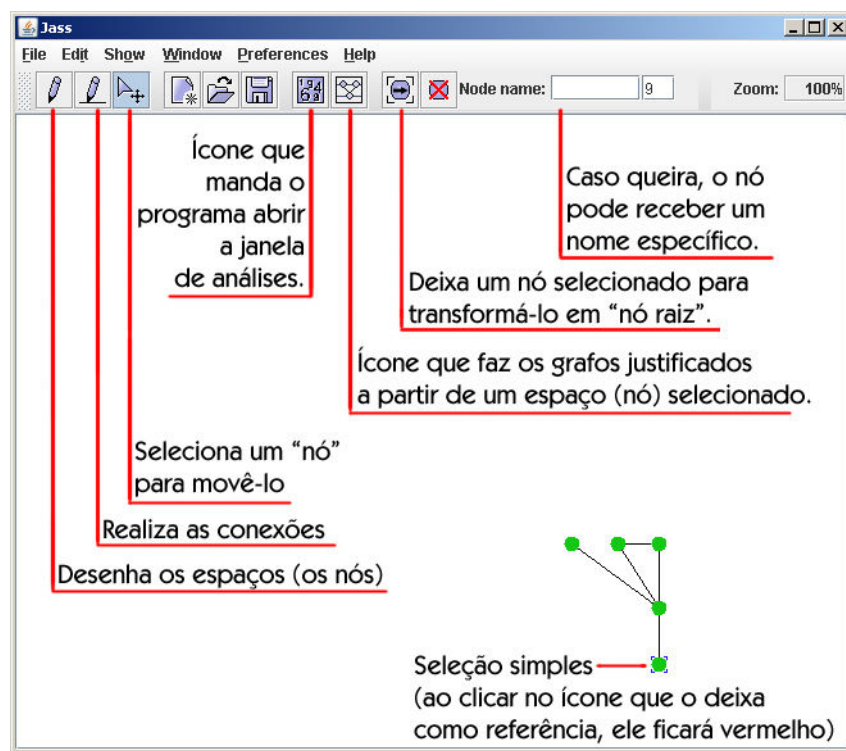 Jass
File Edit Show Window Preferences Help
Node name: 9 Zoom: 100%
Ícone que
manda o
programa abrir
a janela
de análises.
Caso queira, o nó
pode receber um
nome específico.
Deixa um nó selecionado para
transformá-lo em “nó raiz”.
Ícone que faz os grafos justificados
a partir de um espaço (nó) selecionado.
Seleciona um “nó”
para movê-lo
Realiza as conexões
Desenha os espaços (os nós)
Seleção simples
(ao clicar no ícone que o deixa
como referência, ele ficará vermelho)